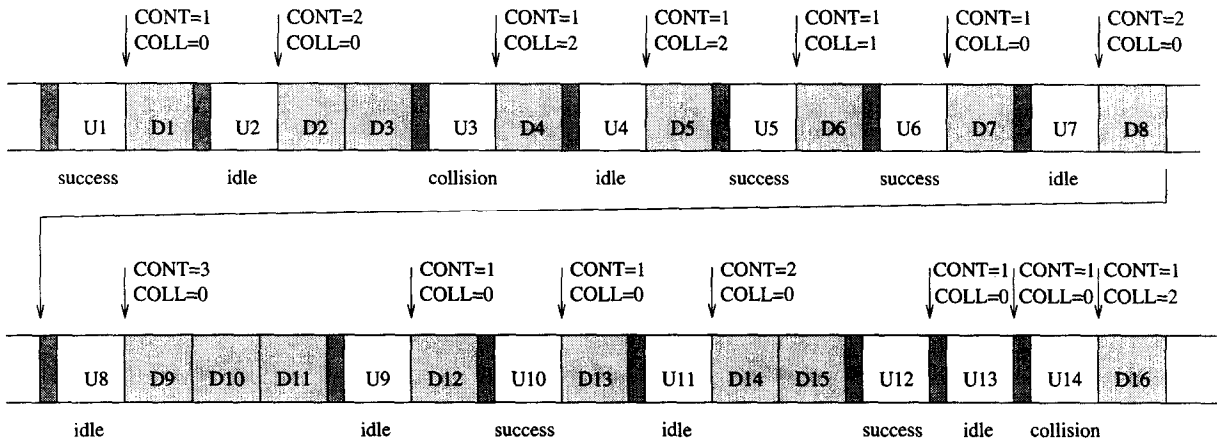 CONT=1 CONT=2 CONT=1 CONT=1 CONT=1 CONT=1 CONT=2
COLL=0 COLL=0 COLL=2 COLL=2 COLL=1 COLL=0 COLL=0
U1 D1 U2 D2 D3 U3 D4 U4 D5 U5 D6 U6 D7 U7 D8
success idle collision idle success success idle
CONT=3 CONT=1 CONT=1 CONT=2 CONT=1 CONT=1 CONT=1
COLL=0 COLL=0 COLL=0 COLL=0 COLL=0 COLL=0 COLL=2
U8 D9 D10 D11 U9 D12 U10 D13 U11 D14 D15 U12 U13 U14 D16
idle idle success idle success idle collision